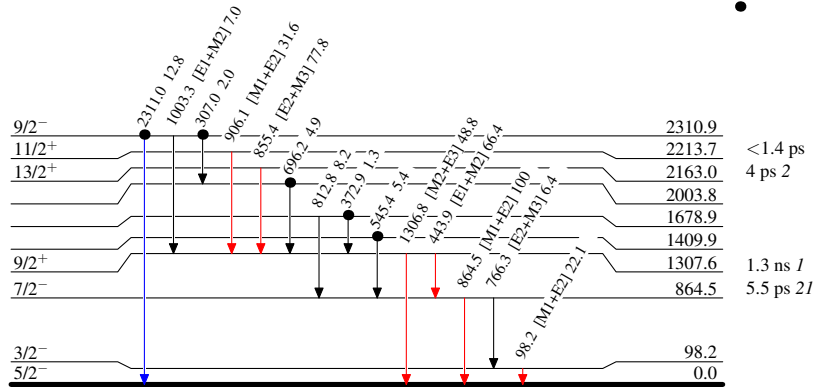 2311.0 12.8
1003.3 [E1+M2] 7.0
307.0 2.0
906.1 [M1+E2] 31.6
855.4 [E2+M3] 77.8
696.2 4.9
812.8 8.2
372.9 1.3
545.4 5.4
1306.8 [M2+E3] 48.8
443.9 [E1+M2] 66.4
864.5 [M1+E2] 100
766.3 [E2+M3] 6.4
98.2 [M1+E2] 22.1
9/2⁻ 2310.9
11/2⁺ 2213.7 <1.4 ps
13/2⁺ 2163.0 4 ps 2
2003.8
1678.9
1409.9
9/2⁺ 1307.6 1.3 ns 1
7/2⁻ 864.5 5.5 ps 21
3/2⁻ 98.2
5/2⁻ 0.0